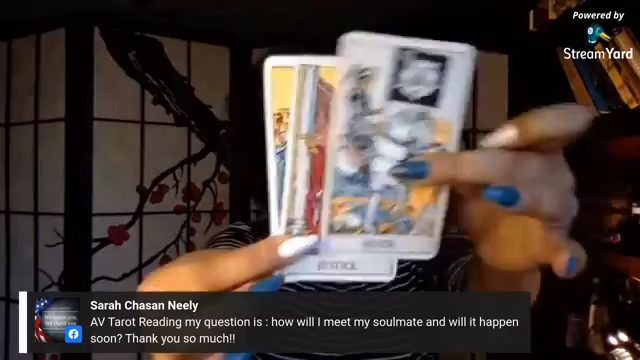 Powered by
StreamYard
JUSTICE
Sarah Chasan Neely
AV Tarot Reading my question is : how will I meet my soulmate and will it happen
soon? Thank you so much!!